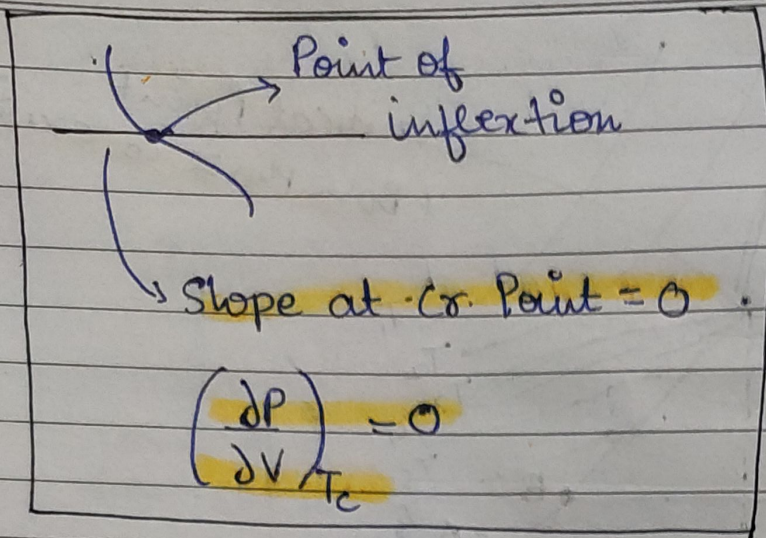 Point of
inflextion
Slope at Cr. Point = 0
(∂P/∂V)Tc = 0